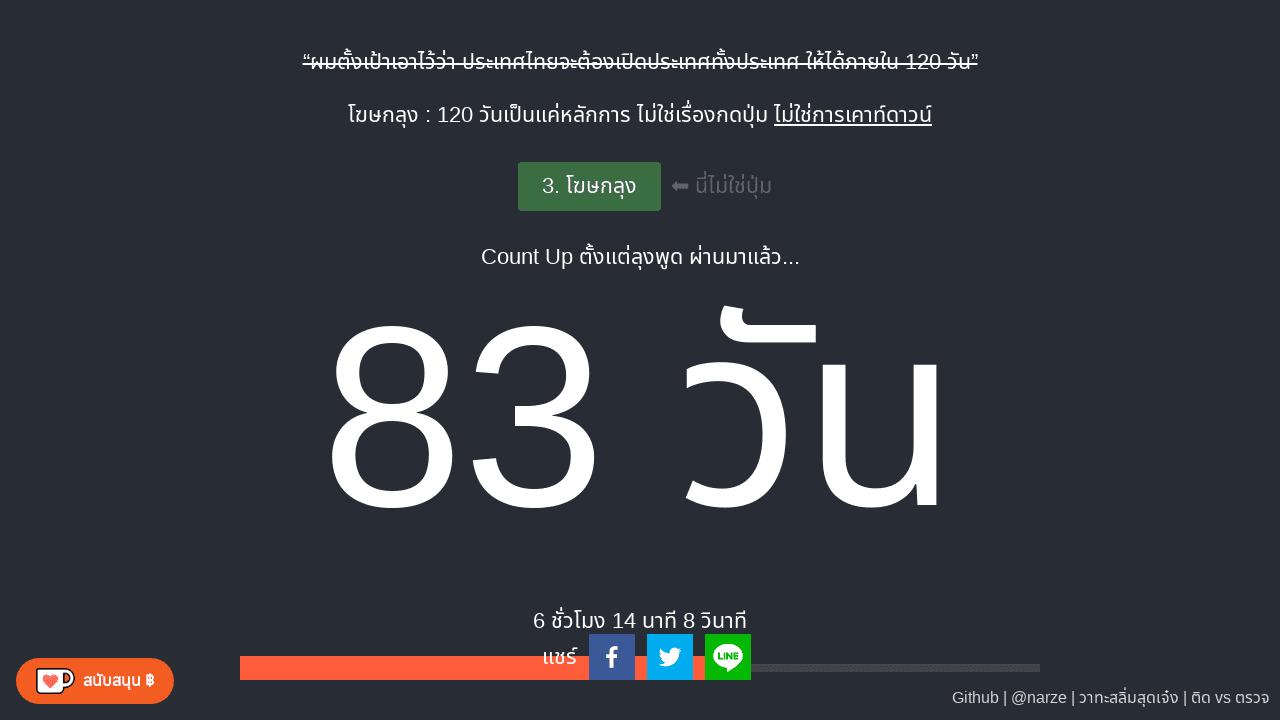 “ผมตั้งเป้าเอาไว้ว่า ประเทศไทยจะต้องเปิดประเทศทั้งประเทศ ให้ได้ภายใน 120 วัน”
โฆษกลุง : 120 วันเป็นแค่หลักการ ไม่ใช่เรื่องกดปุ่ม ไม่ใช่การเคาท์ดาวน์
3. โฆษกลุง ⬅ นี่ไม่ใช่ปุ่ม
Count Up ตั้งแต่ลุงพูด ผ่านมาแล้ว...
83 วัน
6 ชั่วโมง 14 นาที 8 วินาที
แชร์ LINE
สนับสนุน ฿
Github | @narze | วาทะสลิ่มสุดเจ๋ง | ติด vs ตรวจ